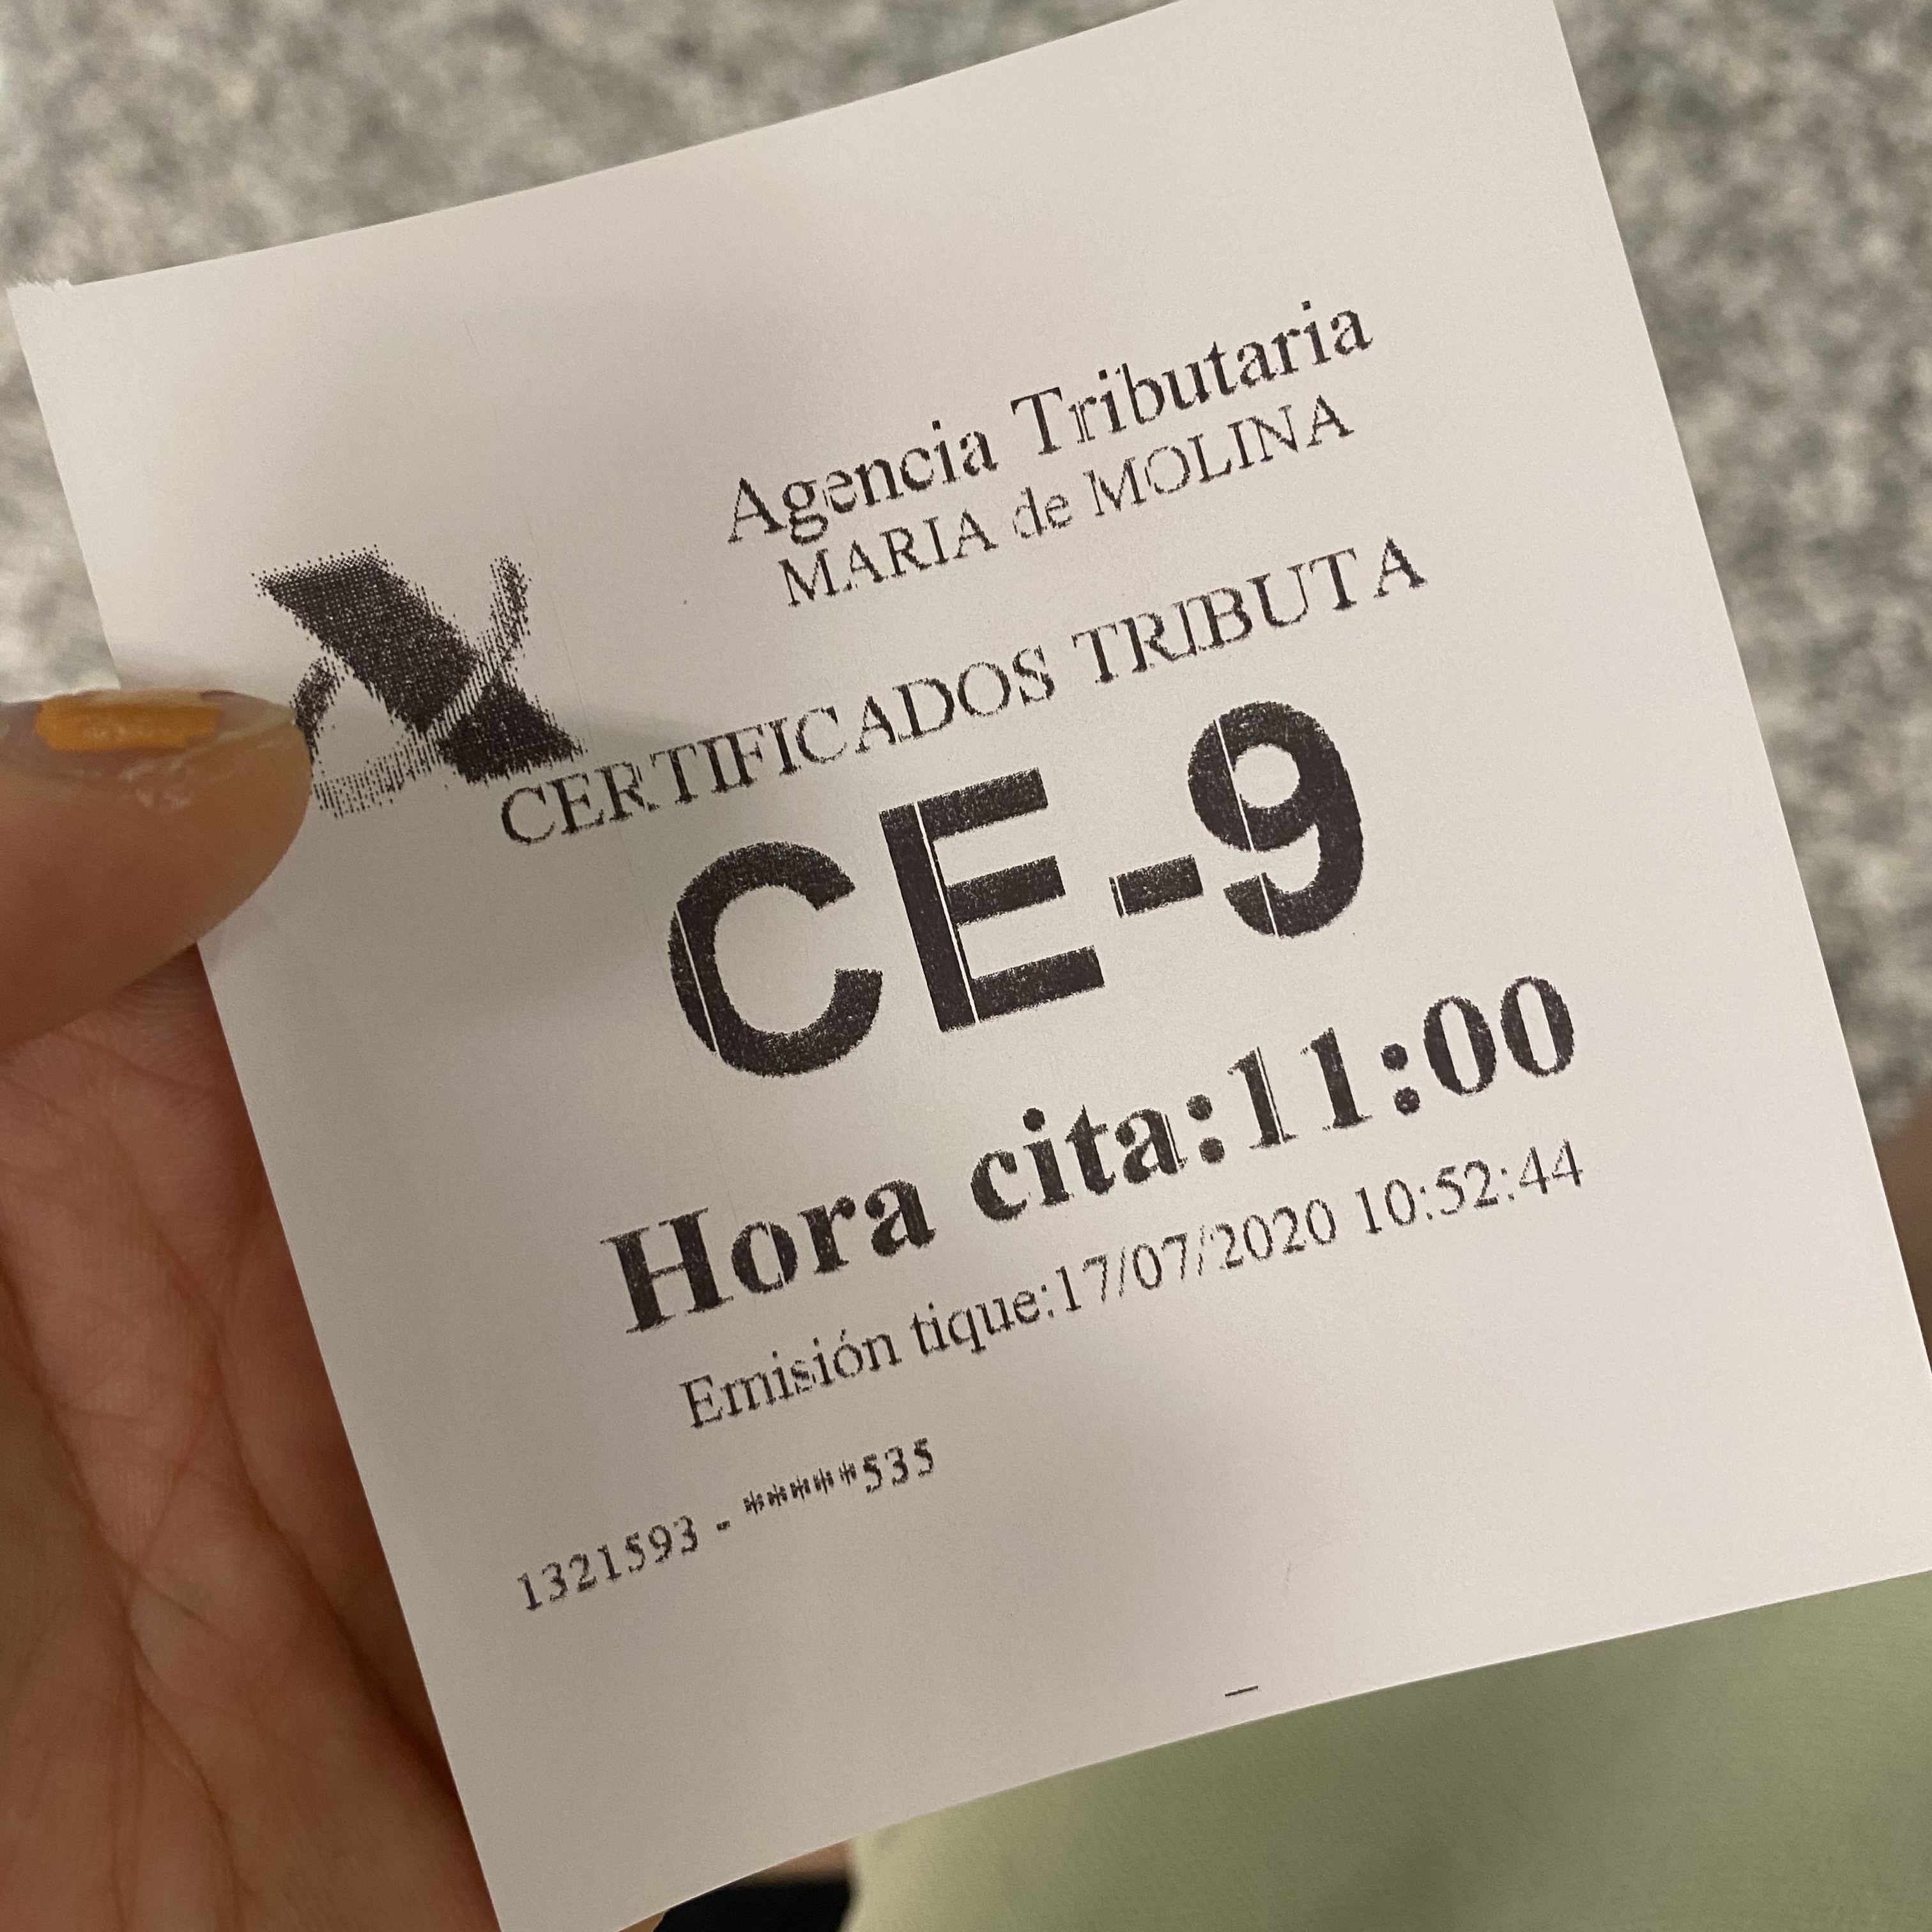 Agencia Tributaria
MARIA de MOLINA
CERTIFICADOS TRIBUTA
CE-9
Hora cita:11:00
Emisión tique:17/07/2020 10:52:44
1321593 - *****535